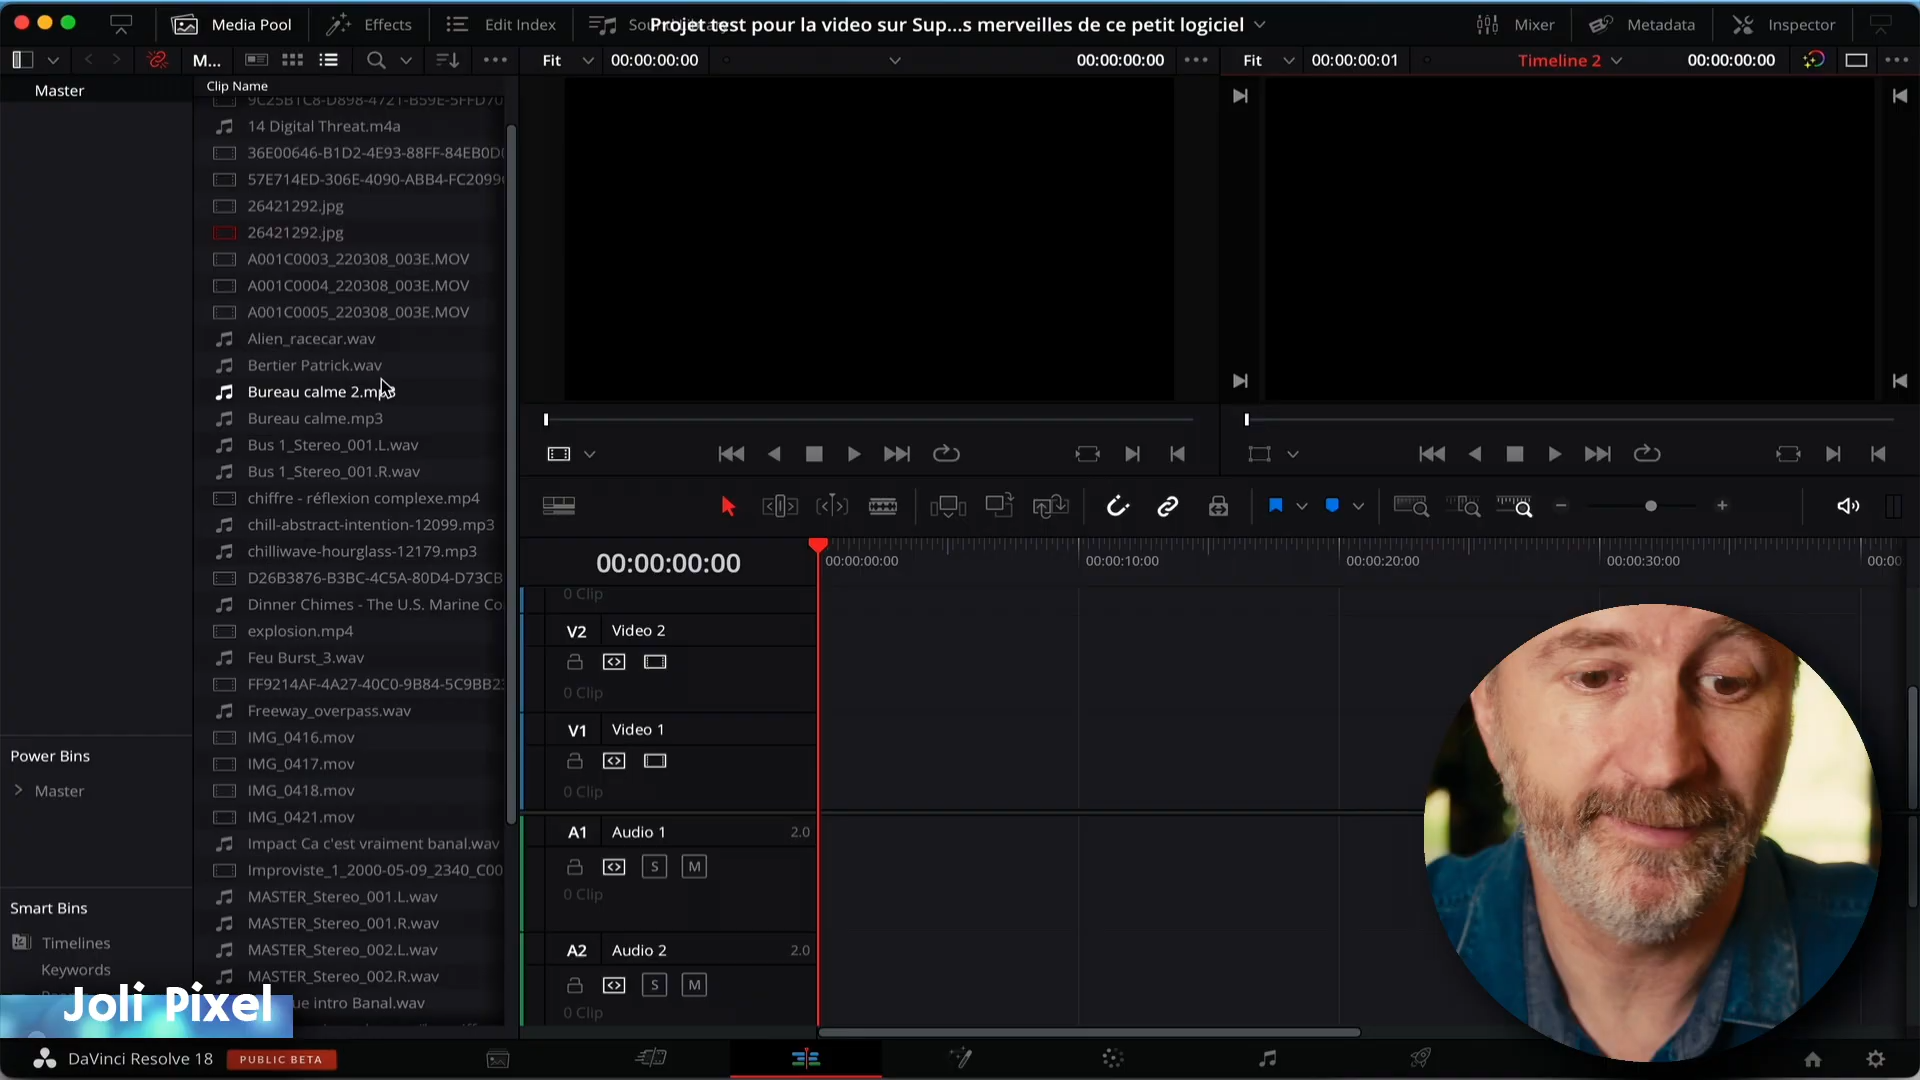 Media Pool
Effects
Edit Index
Projet test pour la video sur Sup...s merveilles de ce petit logiciel
Mixer
Metadata
Inspector
M...
Fit
00:00:00:00
00:00:00:00
Fit
00:00:00:01
Timeline 2
00:00:00:00
Master
Clip Name
9C25B1C8-D898-4721-B59E-5FFD70
14 Digital Threat.m4a
36E00646-B1D2-4E93-88FF-84EB0D
57E714ED-306E-4090-ABB4-FC2099
26421292.jpg
26421292.jpg
A001C0003_220308_003E.MOV
A001C0004_220308_003E.MOV
A001C0005_220308_003E.MOV
Alien_racecar.wav
Bertier Patrick.wav
Bureau calme 2.mp3
Bureau calme.mp3
Bus 1_Stereo_001.L.wav
Bus 1_Stereo_001.R.wav
chiffre - réflexion complexe.mp4
chill-abstract-intention-12099.mp3
chilliwave-hourglass-12179.mp3
D26B3876-B3BC-4C5A-80D4-D73CB
Dinner Chimes - The U.S. Marine Co
explosion.mp4
Feu Burst_3.wav
FF9214AF-4A27-40C0-9B84-5C9BB2
Freeway_overpass.wav
IMG_0416.mov
IMG_0417.mov
IMG_0418.mov
IMG_0421.mov
Impact Ca c'est vraiment banal.wav
Improviste_1_2000-05-09_2340_C00
MASTER_Stereo_001.L.wav
MASTER_Stereo_001.R.wav
MASTER_Stereo_002.L.wav
MASTER_Stereo_002.R.wav
ue intro Banal.wav
Power Bins
Master
Smart Bins
Timelines
Keywords
Joli Pixel
00:00:00:00
00:00:00:00
00:00:10:00
00:00:20:00
00:00:30:00
00:00
0 Clip
V2
Video 2
0 Clip
V1
Video 1
0 Clip
A1
Audio 1
2.0
S
M
0 Clip
A2
Audio 2
2.0
S
M
0 Clip
DaVinci Resolve 18
PUBLIC BETA